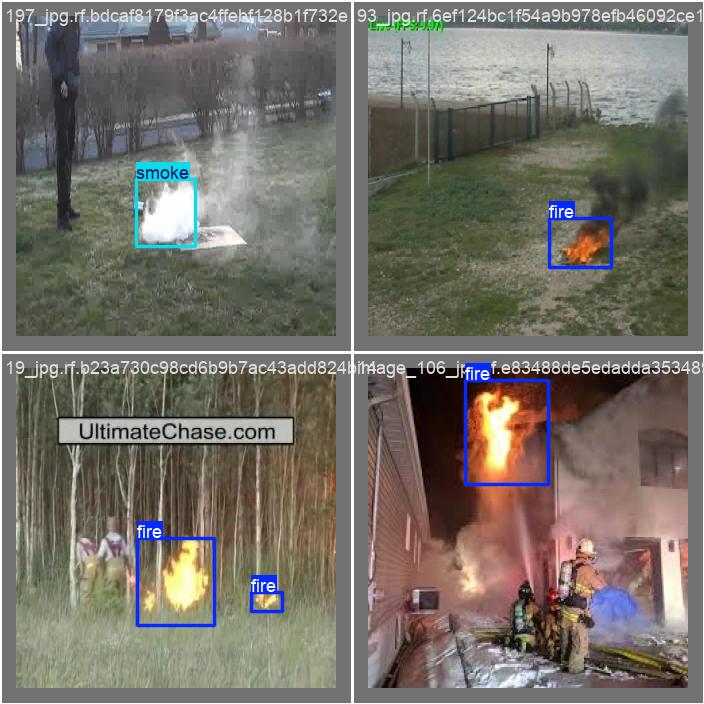 197_jpg.rf.bdcaf8179f3ac4ffebf128b1f732e
93_jpg.rf.6ef124bc1f54a9b978efb46092ce1
smoke
fire
19_jpg.rf.b23a730c98cd6b9b7ac43add824b
fire
UltimateChase.com
fire
fire